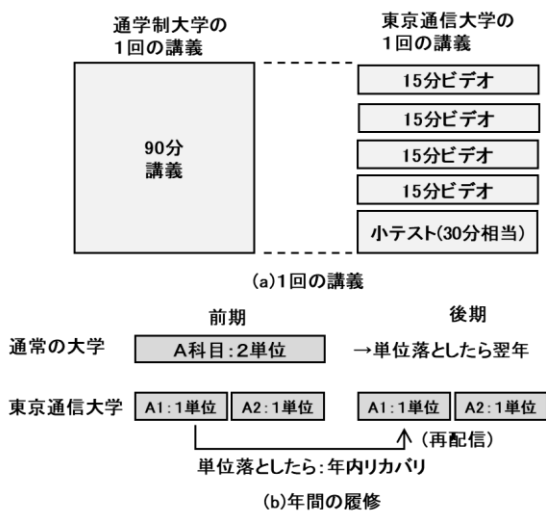 通学制大学の
1回の講義
東京通信大学の
1回の講義
90分
講義
15分ビデオ
15分ビデオ
15分ビデオ
15分ビデオ
小テスト(30分相当)
(a)1回の講義
前期
後期
通常の大学
A科目:2単位
→単位落としたら翌年
東京通信大学
A1:1単位
A2:1単位
A1:1単位
A2:1単位
(再配信)
単位落としたら:年内リカバリ
(b)年間の履修